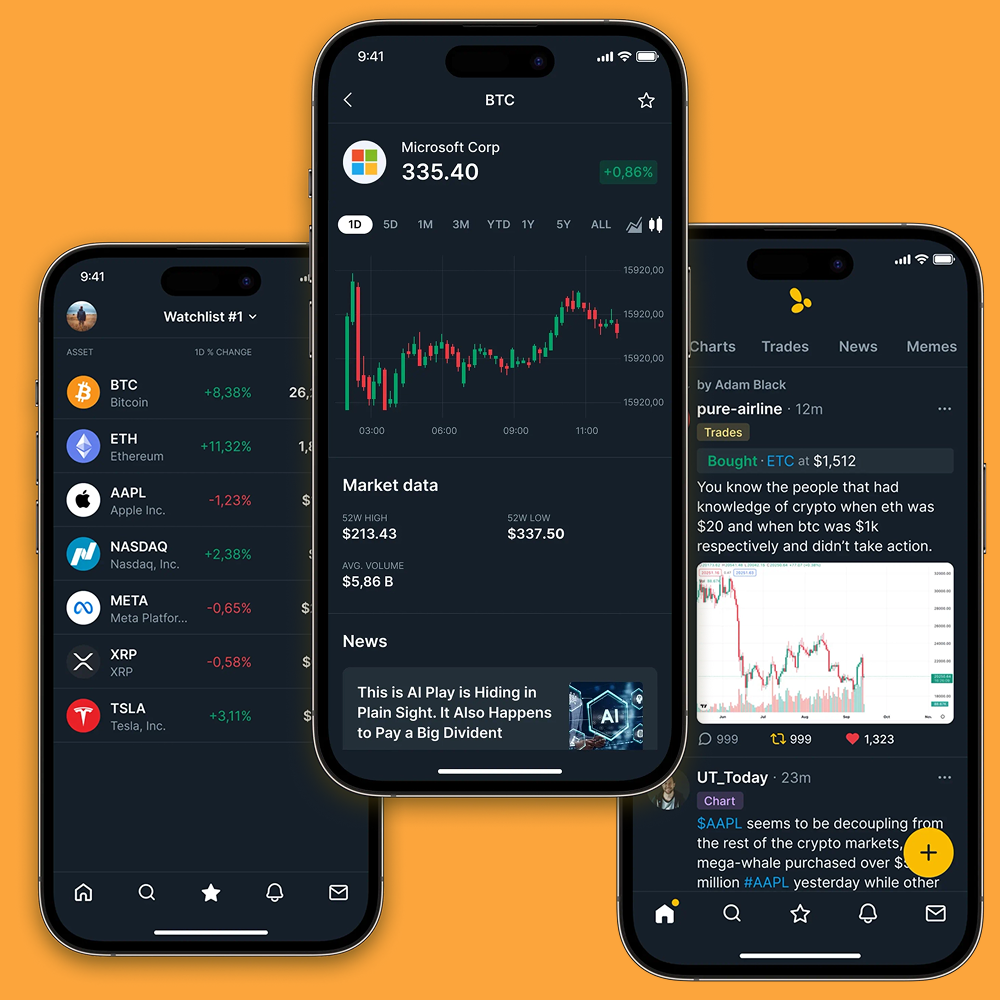 9:41
Watchlist #1
ASSET 1D % CHANGE
BTC
Bitcoin
+8,38%
26,
ETH
Ethereum
+11,32%
1,8
AAPL
Apple Inc.
-1,23%
$
NASDAQ
Nasdaq, Inc.
+2,38%
META
Meta Platfor...
-0,65%
XRP
XRP
-0,58%
$
TSLA
Tesla, Inc.
+3,11%
9:41
BTC
Microsoft Corp
335.40
+0,86%
1D 5D 1M 3M YTD 1Y 5Y ALL
15920,00
15920,00
15920,00
15920,00
03:00 06:00 09:00 11:00
Market data
52W HIGH
$213.43
52W LOW
$337.50
AVG. VOLUME
$5,86 B
News
This is AI Play is Hiding in
Plain Sight. It Also Happens
to Pay a Big Divident
AI
Charts Trades News Memes
by Adam Black
pure-airline · 12m
Trades
Bought · ETC at $1,512
You know the people that had
knowledge of crypto when eth was
$20 and when btc was $1k
respectively and didn't take action.
999 999 1,323
UT_Today · 23m
Chart
$AAPL seems to be decoupling from
the rest of the crypto markets,
mega-whale purchased over
million #AAPL yesterday while other